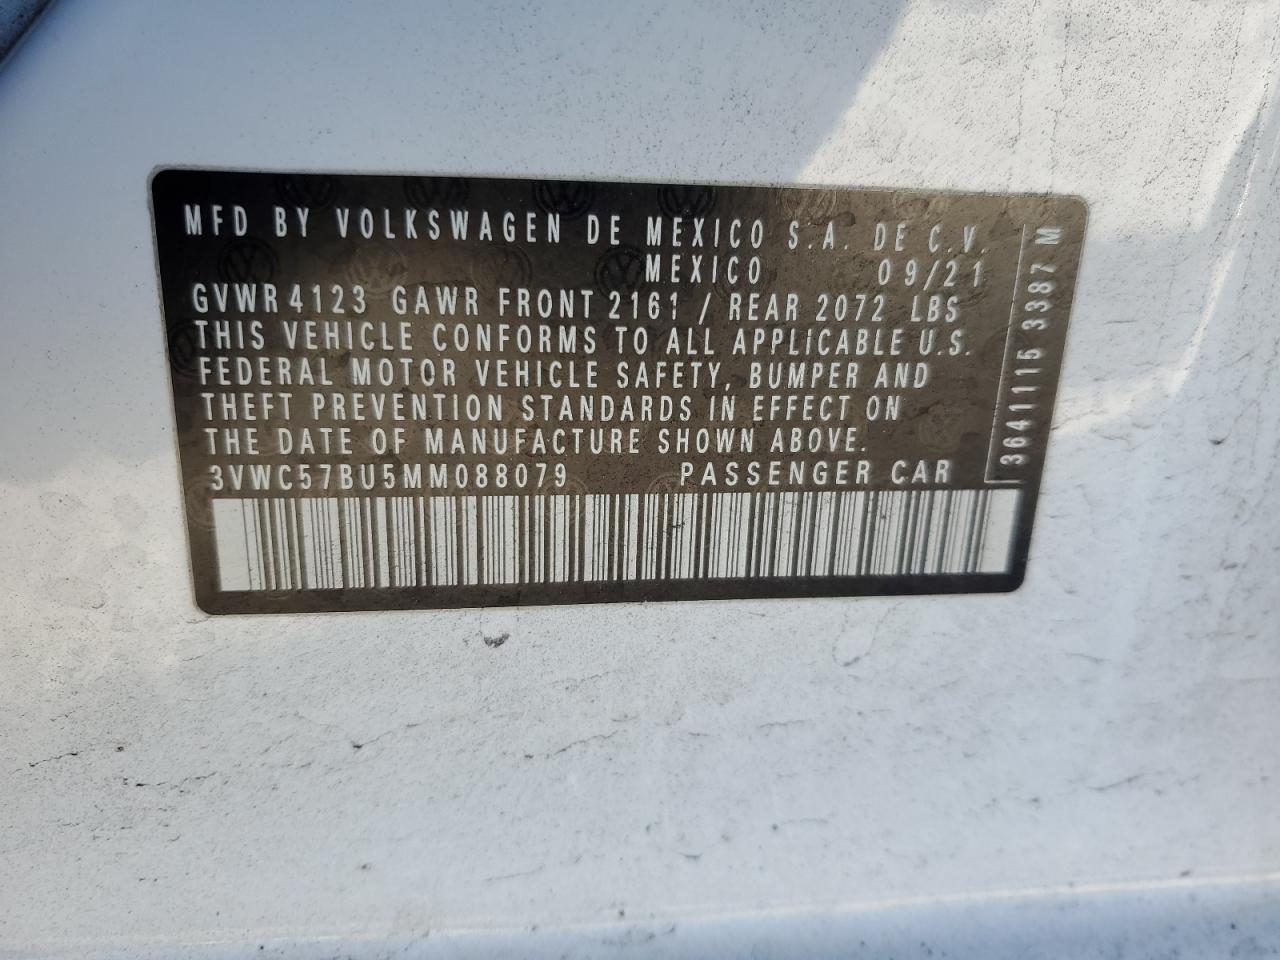 MFD BY VOLKSWAGEN DE MEXICO S.A. DE C.V.
MEXICO 09/21
GVWR 4123 GAWR FRONT 2161 / REAR 2072 LBS
THIS VEHICLE CONFORMS TO ALL APPLICABLE U.S.
FEDERAL MOTOR VEHICLE SAFETY, BUMPER AND
THEFT PREVENTION STANDARDS IN EFFECT ON
THE DATE OF MANUFACTURE SHOWN ABOVE.
3VWC57BU5MM088079 PASSENGER CAR
3641115 3387 M